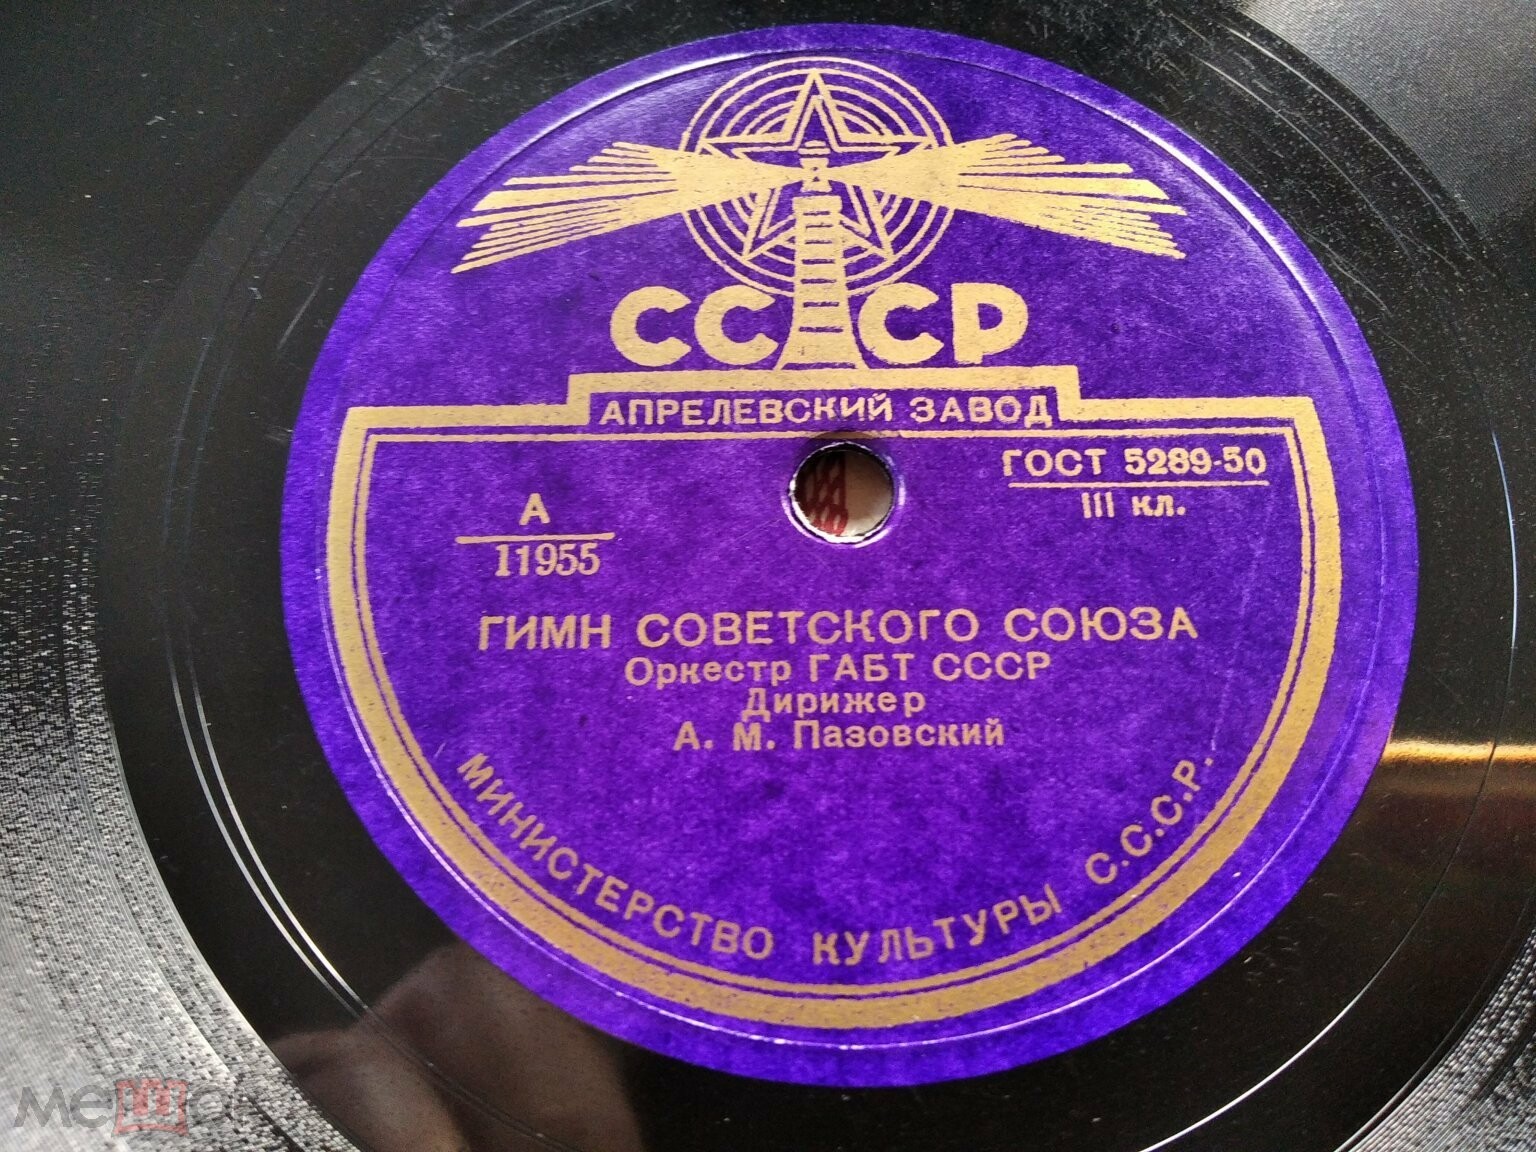 СССР
АПРЕЛЕВСКИЙ ЗАВОД
ГОСТ 5289-50
III кл.
А
11955
ГИМН СОВЕТСКОГО СОЮЗА
Оркестр ГАБТ СССР
Дирижер
А. М. Пазовский
МИНИСТЕРСТВО КУЛЬТУРЫ С.С.С.Р.